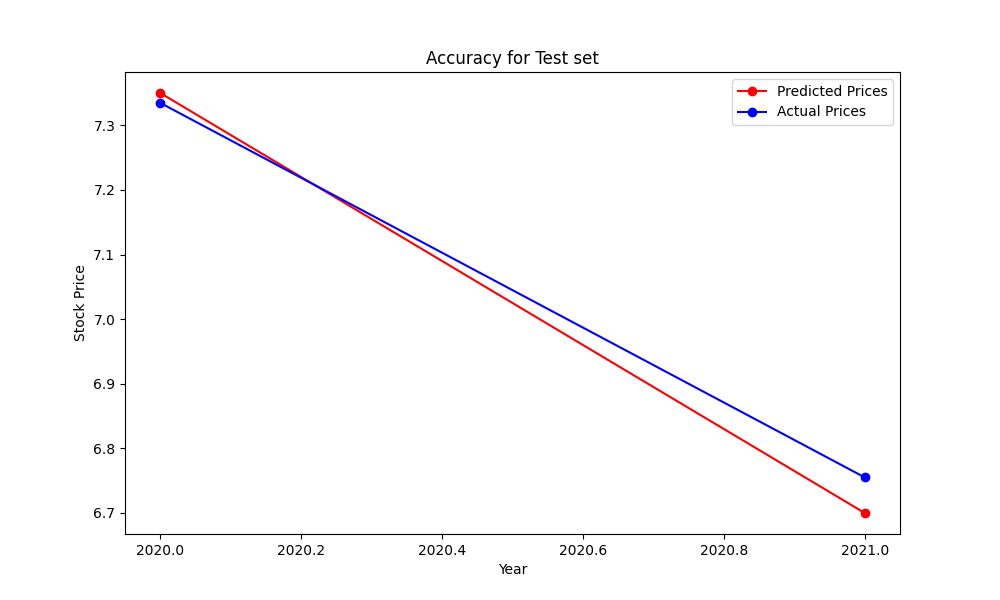 Accuracy for Test set
Predicted Prices
Actual Prices
7.3
7.2
7.1
7.0
6.9
6.8
6.7
Stock Price
2020.0 2020.2 2020.4 2020.6 2020.8 2021.0
Year